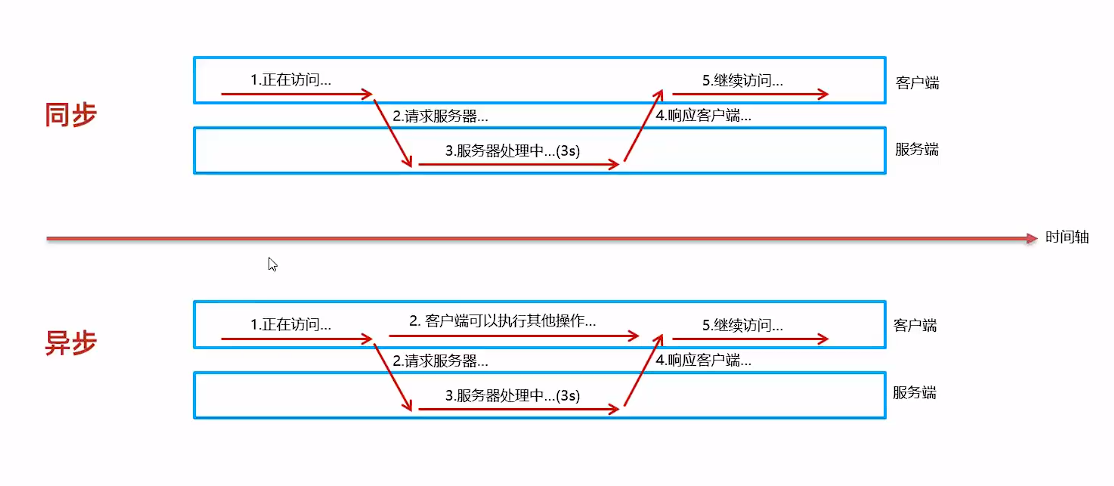 同步
1.正在访问...
5.继续访问...
客户端
2.请求服务器...
4.响应客户端...
3.服务器处理中...(3s)
服务端
时间轴
异步
1.正在访问...
2. 客户端可以执行其他操作...
5.继续访问...
客户端
2.请求服务器...
4.响应客户端...
3.服务器处理中...(3s)
服务端